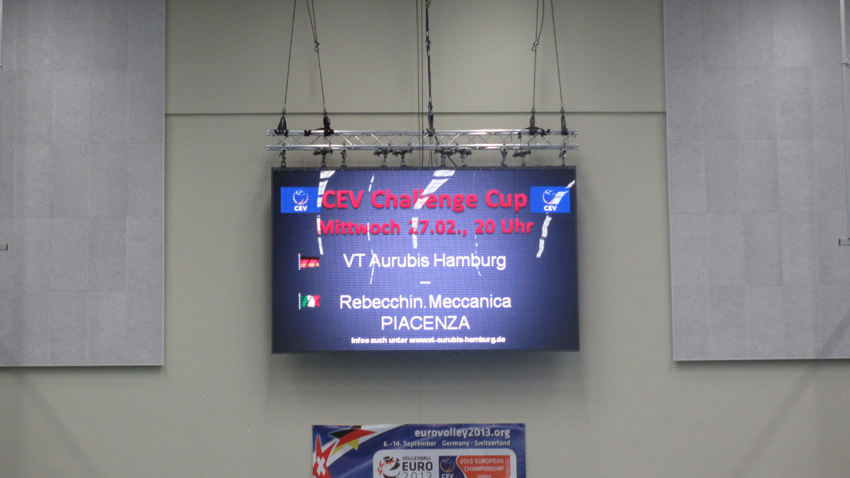 CEV Challenge Cup
CEV
CEV
Mittwoch 27.02., 20 Uhr
VT Aurubis Hamburg
–
Rebecchin.Meccanica
PIACENZA
Infos auch unter www.vt-aurubis-hamburg.de
eurovolley2013.org
6.-14. September Germany · Switzerland
VOLLEYBALL
EURO
2013
CEV
2013 EUROPEAN
CHAMPIONSHIP